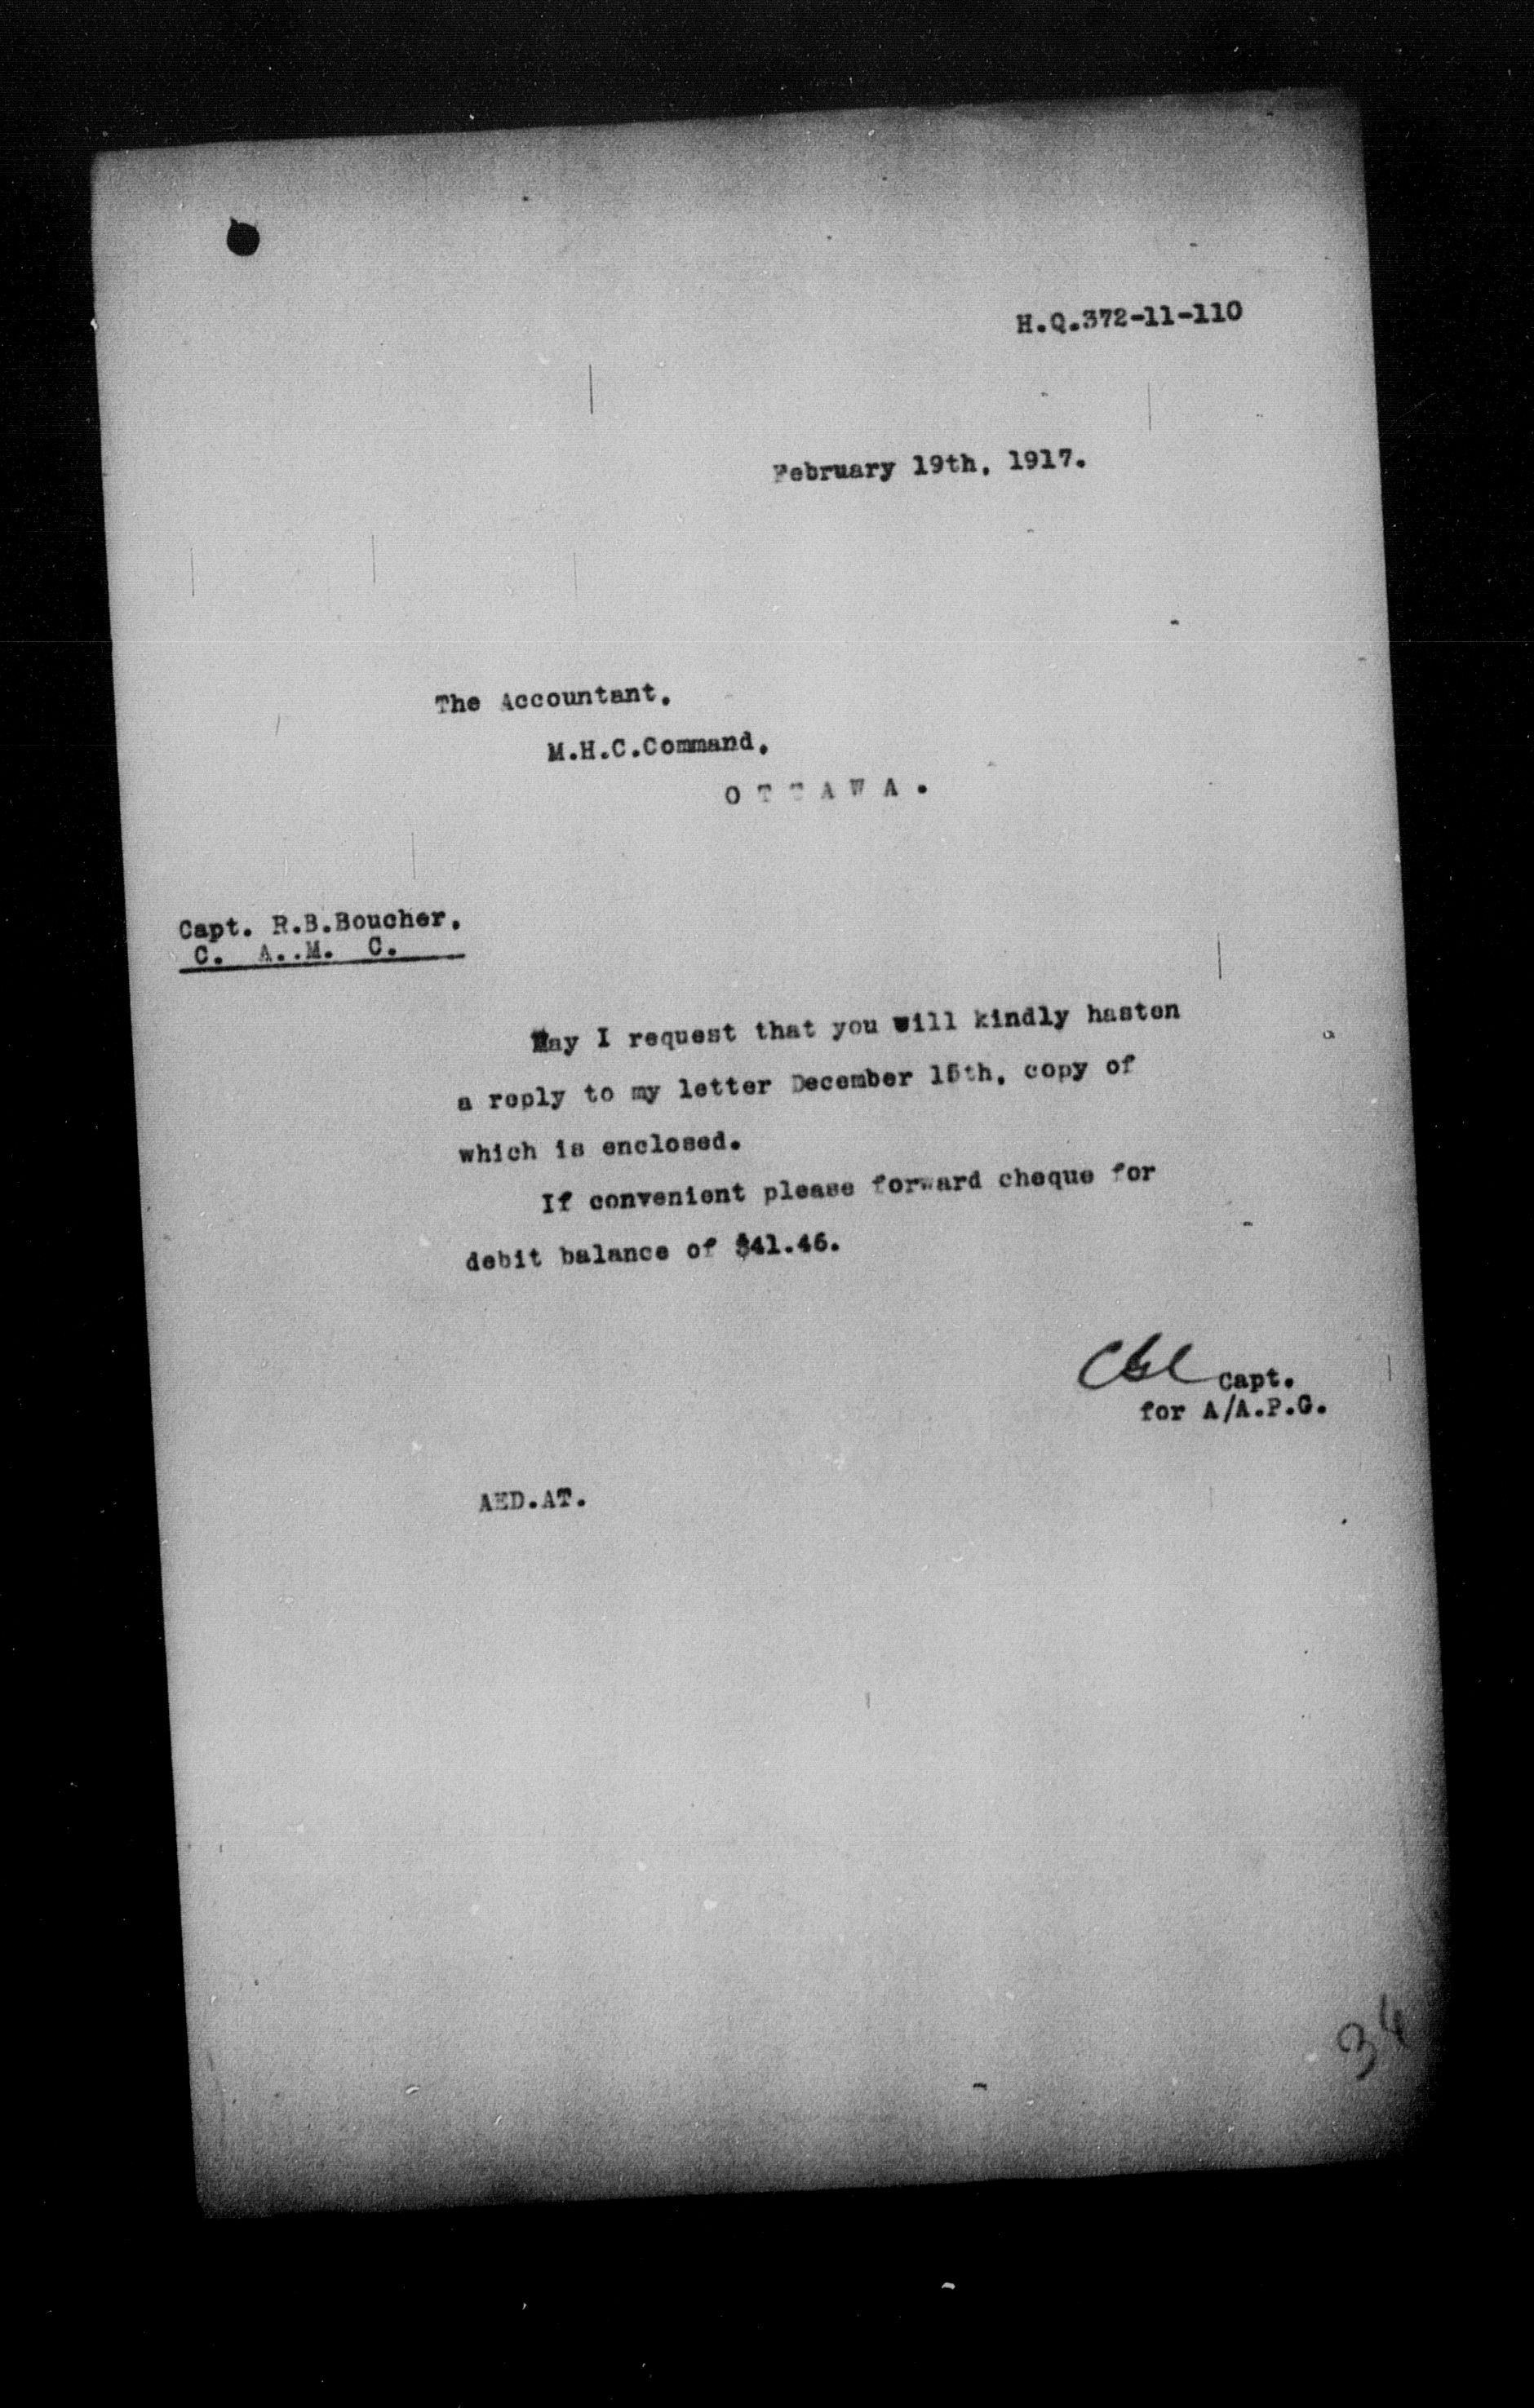 H.Q.372-11-110
February 19th, 1917.
The Accountant.
M.H.C.Command.
O T T A W A .
Capt. R.B.Boucher.
C. A..M. C.
May I request that you will kindly hasten
a reply to my letter December 15th, copy of
which is enclosed.
If convenient please forward cheque for
debit balance of $41.46.
Capt.
for A/A.P.G.
AED.AT.
34